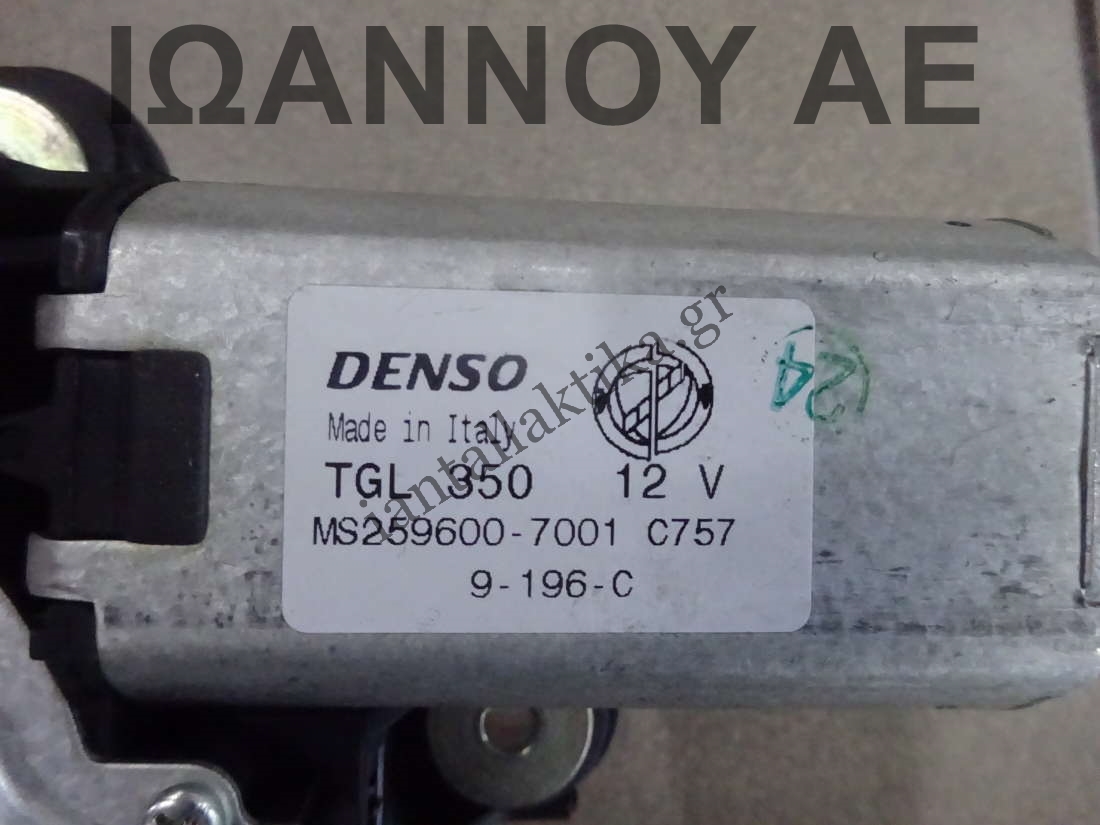 ΙΩΑΝΝΟΥ ΑΕ
DENSO
Made in Italy
TGL 350 12 V
MS259600-7001 C757
9-196-C
24
iantallaktika.gr